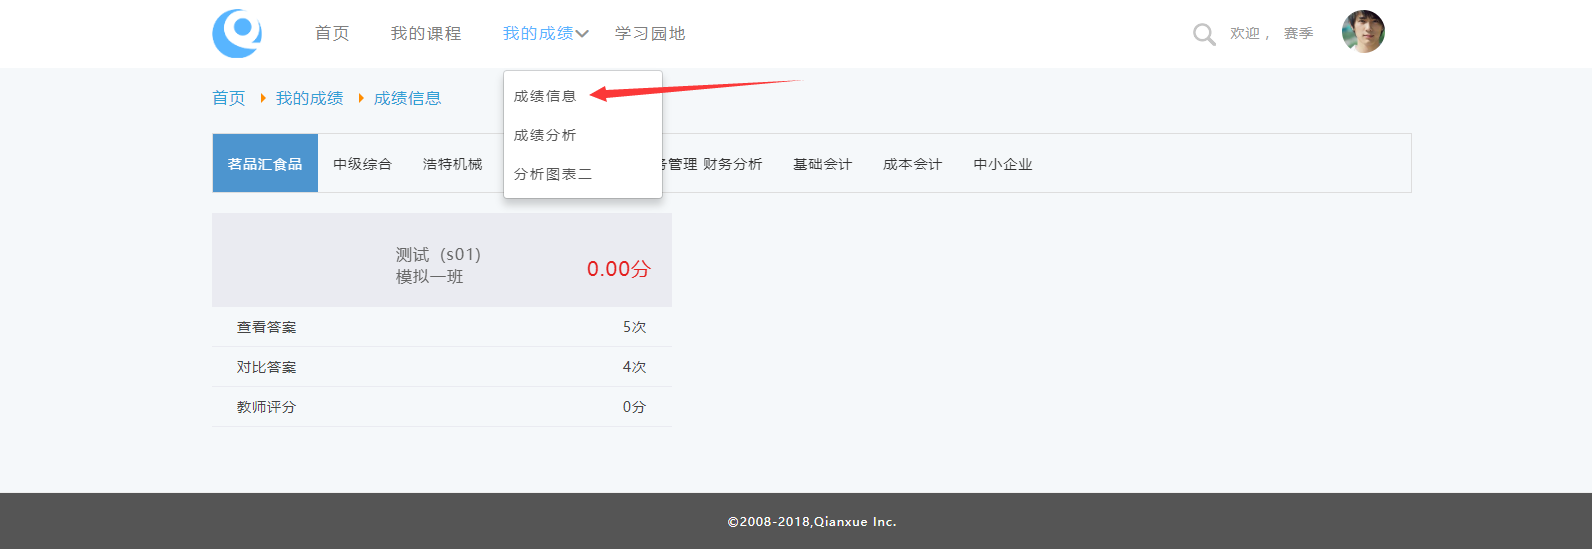 首页 我的课程 我的成绩 学习园地 欢迎， 赛季
成绩信息
成绩分析
分析图表二
首页 我的成绩 成绩信息
茗品汇食品 中级综合 浩特机械 管理 财务分析 基础会计 成本会计 中小企业
测试（s01）
模拟一班
0.00分
查看答案 5次
对比答案 4次
教师评分 0分
©2008-2018,Qianxue Inc.